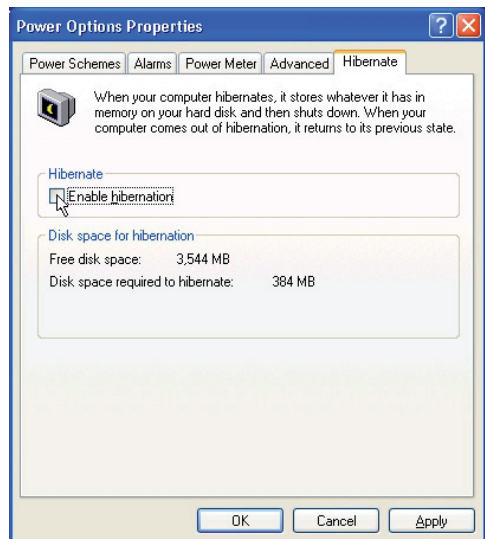 Power Options Properties
Power Schemes Alarms Power Meter Advanced Hibernate
When your computer hibernates, it stores whatever it has in
memory on your hard disk and then shuts down. When your
computer comes out of hibernation, it returns to its previous state.
Hibernate
Enable hibernation
Disk space for hibernation
Free disk space: 3,544 MB
Disk space required to hibernate: 384 MB
OK Cancel Apply